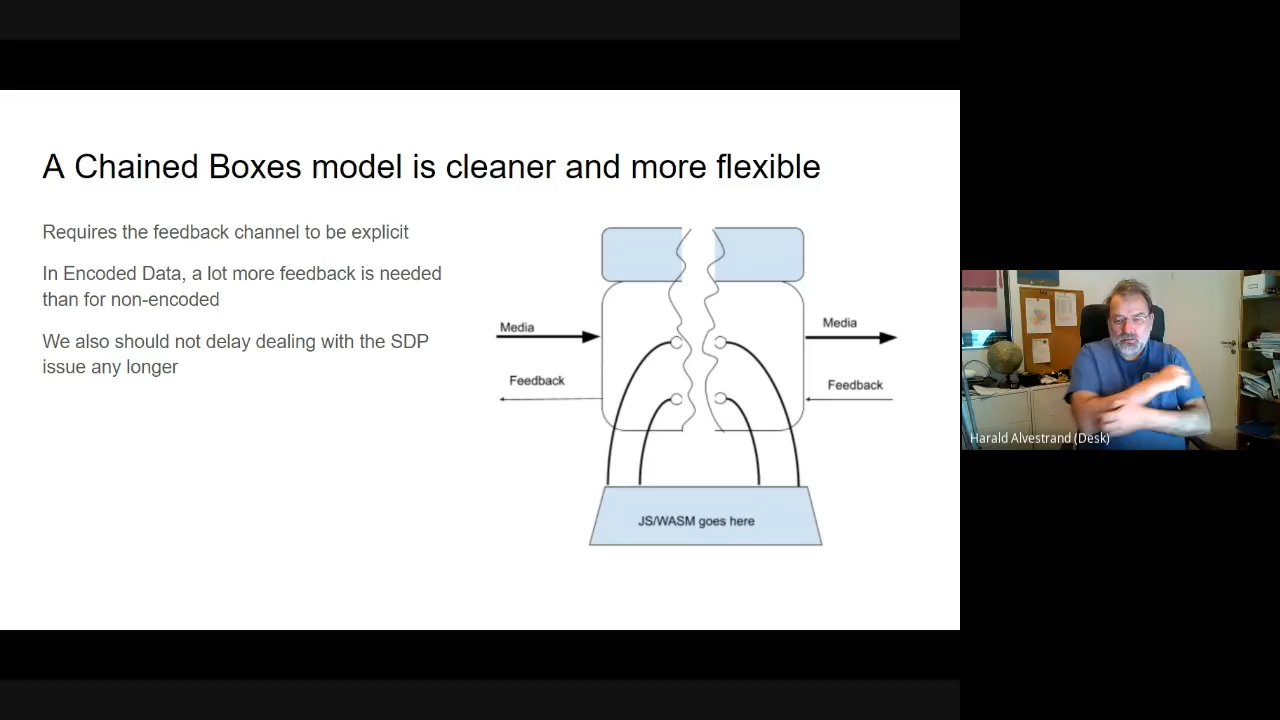 A Chained Boxes model is cleaner and more flexible
Requires the feedback channel to be explicit
In Encoded Data, a lot more feedback is needed
than for non-encoded
We also should not delay dealing with the SDP
issue any longer
Media
Media
Feedback
Feedback
JS/WASM goes here
Harald Alvestrand (Desk)